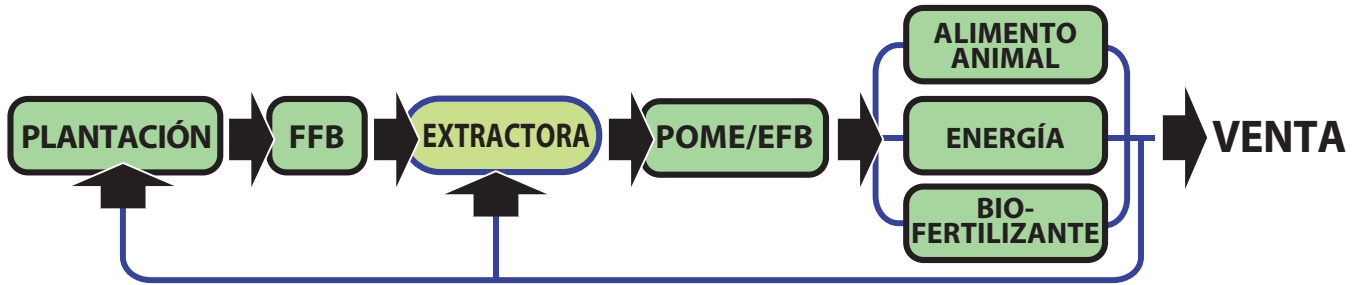 PLANTACIÓN
FFB
EXTRACTORA
POME/EFB
ALIMENTO
ANIMAL
ENERGÍA
BIO-
FERTILIZANTE
VENTA